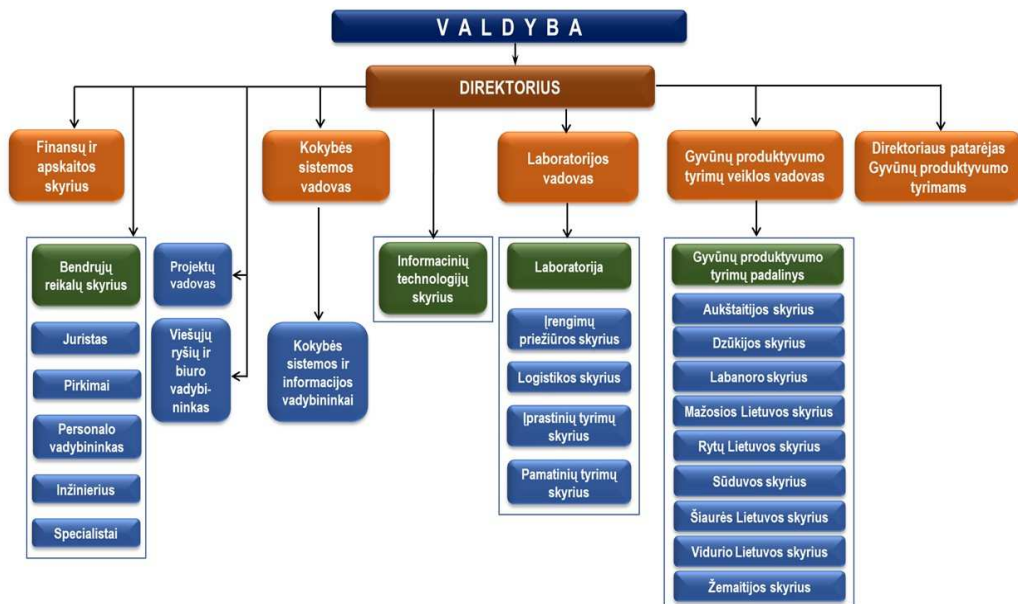 VALDYBA
DIREKTORIUS
Finansų ir
apskaitos
skyrius
Kokybės
sistemos
vadovas
Laboratorijos
vadovas
Gyvūnų produktyvumo
tyrimų veiklos vadovas
Direktoriaus patarėjas
Gyvūnų produktyvumo
tyrimams
Bendrųjų
reikalų skyrius
Juristas
Pirkimai
Personalo
vadybininkas
Inžinierius
Specialistai
Projektų
vadovas
Viešųjų
ryšių ir
biuro
vadybi-
ninkas
Kokybės
sistemos ir
informacijos
vadybininkai
Informacinių
technologijų
skyrius
Laboratorija
Įrengimų
priežiūros skyrius
Logistikos skyrius
Įprastinių tyrimų
skyrius
Pamatinių tyrimų
skyrius
Gyvūnų produktyvumo
tyrimų padalinys
Aukštaitijos skyrius
Dzūkijos skyrius
Labanoro skyrius
Mažosios Lietuvos skyrius
Rytų Lietuvos skyrius
Sūduvos skyrius
Šiaurės Lietuvos skyrius
Vidurio Lietuvos skyrius
Žemaitijos skyrius